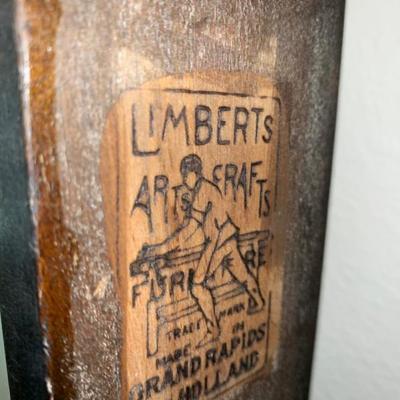 LIMBERTS
ARTS CRAFTS
FURNITURE
TRADE MARK
MADE IN
GRAND RAPIDS
HOLLAND